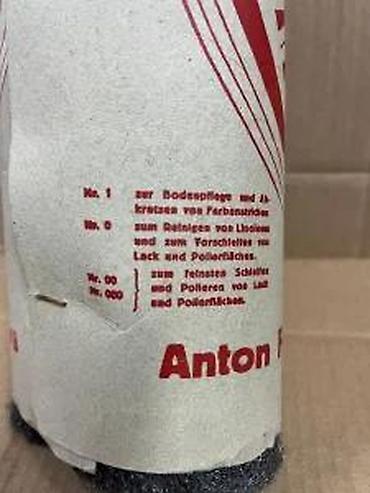 Nr. 1 zur Bodenpflege und Ab-
kratzen von Farbanstrichen
Nr. 0 zum Reinigen von Linoleum
und zum Vorschleifen von
Lack und Polierflächen.
Nr. 00 zum feinsten Schleifen
Nr. 000 und Polieren von Lack
und Polierflächen.
Anton